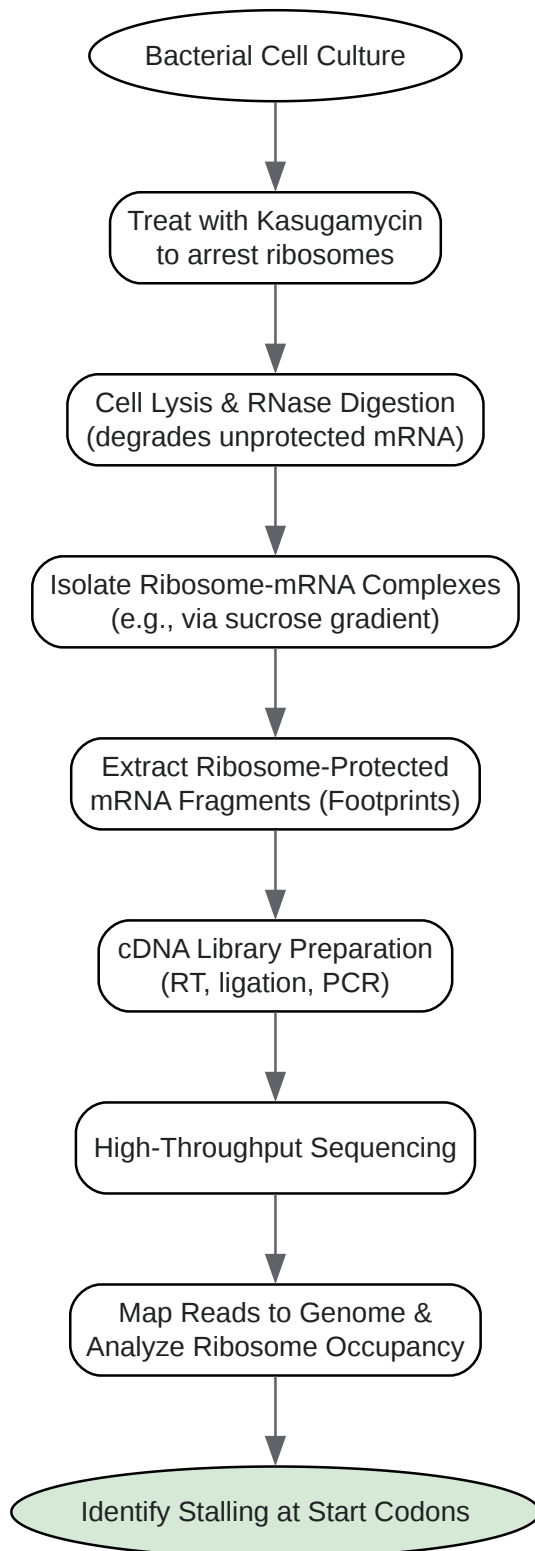 Bacterial Cell Culture
Treat with Kasugamycin
to arrest ribosomes
Cell Lysis & RNase Digestion
(degrades unprotected mRNA)
Isolate Ribosome-mRNA Complexes
(e.g., via sucrose gradient)
Extract Ribosome-Protected
mRNA Fragments (Footprints)
cDNA Library Preparation
(RT, ligation, PCR)
High-Throughput Sequencing
Map Reads to Genome &
Analyze Ribosome Occupancy
Identify Stalling at Start Codons